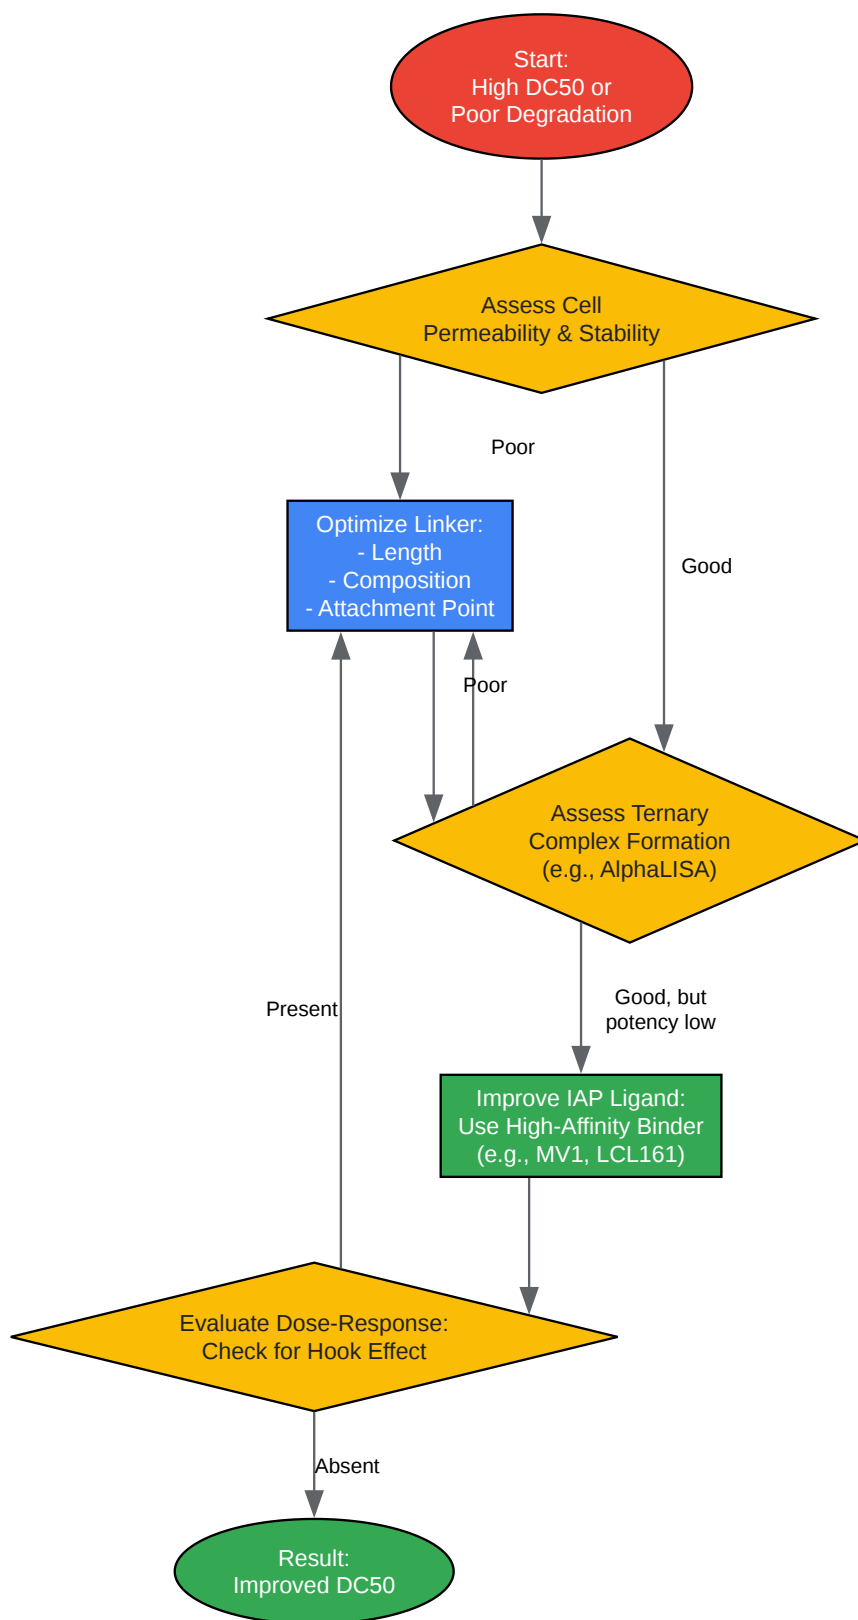 Start:
High DC50 or
Poor Degradation
Assess Cell
Permeability & Stability
Poor
Optimize Linker:
- Length
- Composition
- Attachment Point
Good
Poor
Assess Ternary
Complex Formation
(e.g., AlphaLISA)
Good, but
potency low
Present
Improve IAP Ligand:
Use High-Affinity Binder
(e.g., MV1, LCL161)
Evaluate Dose-Response:
Check for Hook Effect
Absent
Result:
Improved DC50